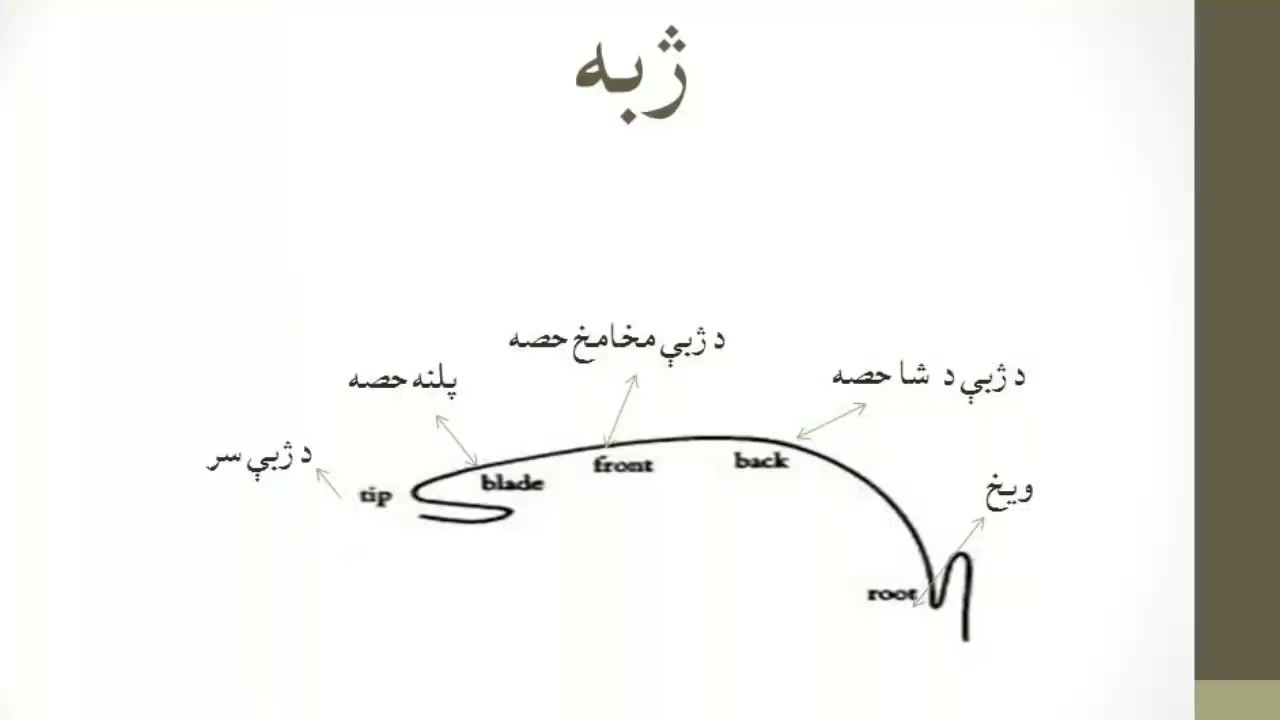 ژبه
د ژبې مخامخ حصه
د ژبې د شا حصه
پلنه حصه
د ژبې سر
ویخ
tip
blade
front
back
root